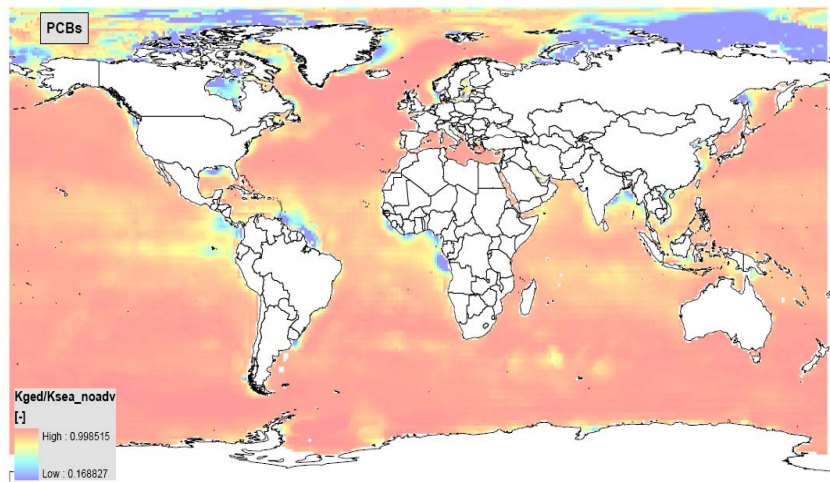 PCBs
Kged/Ksea_noadv
[-]
High : 0.998515
Low : 0.168827